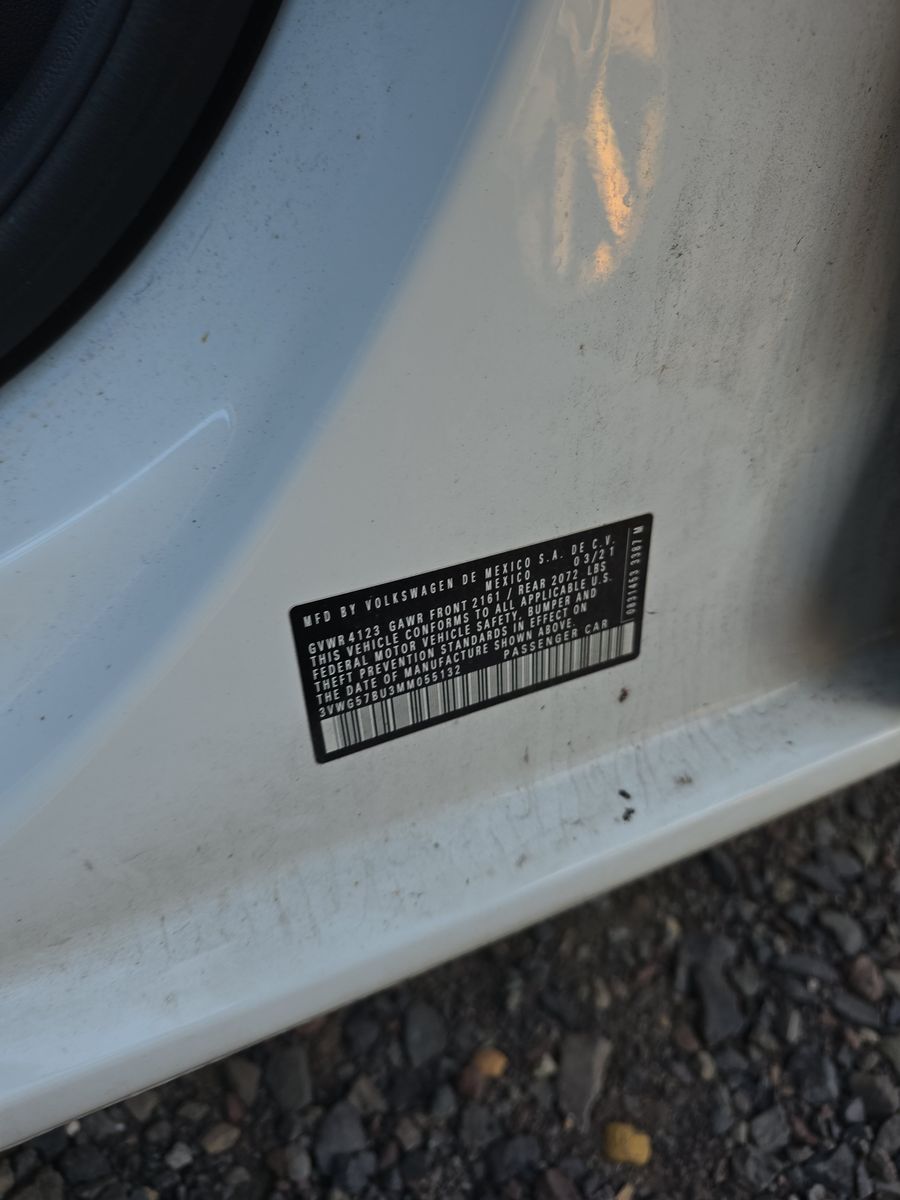 MFD BY VOLKSWAGEN DE MEXICO S.A. DE C.V.
MEXICO 03/21
GVWR 4123 GAWR FRONT 2161 / REAR 2072 LBS
THIS VEHICLE CONFORMS TO ALL APPLICABLE U.S.
FEDERAL MOTOR VEHICLE SAFETY, BUMPER AND
THEFT PREVENTION STANDARDS IN EFFECT ON
THE DATE OF MANUFACTURE SHOWN ABOVE.
3VWG57BU3MM055132 PASSENGER CAR
0031453 3387 M